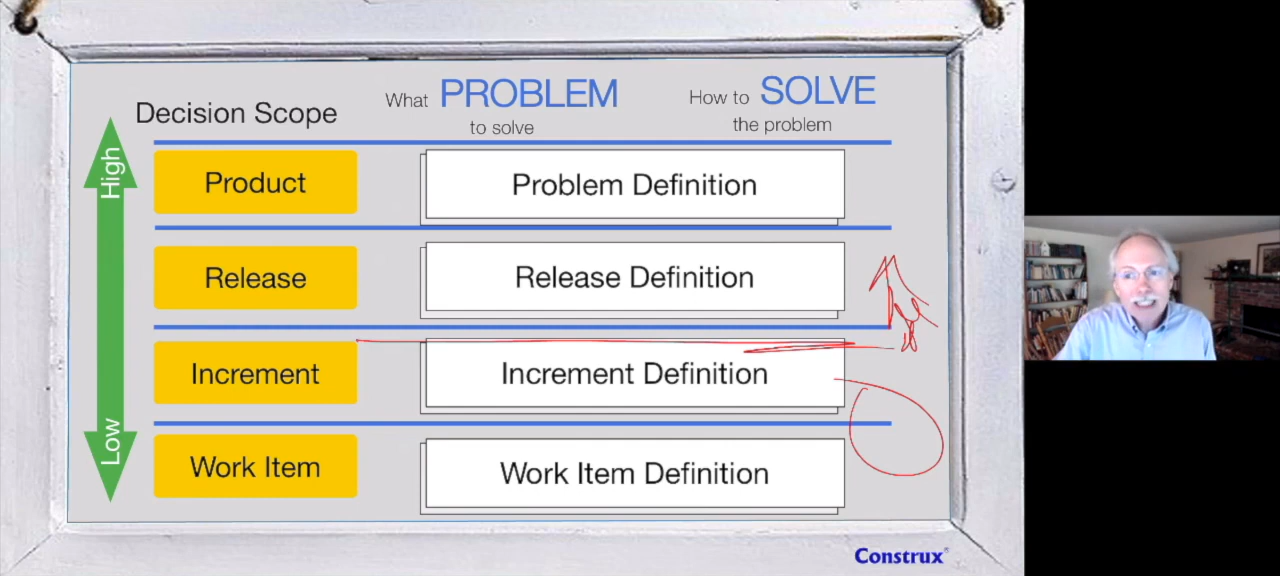 Decision Scope
What PROBLEM
to solve
How to SOLVE
the problem
High
Product
Problem Definition
Release
Release Definition
Increment
Increment Definition
Low
Work Item
Work Item Definition
Construx®